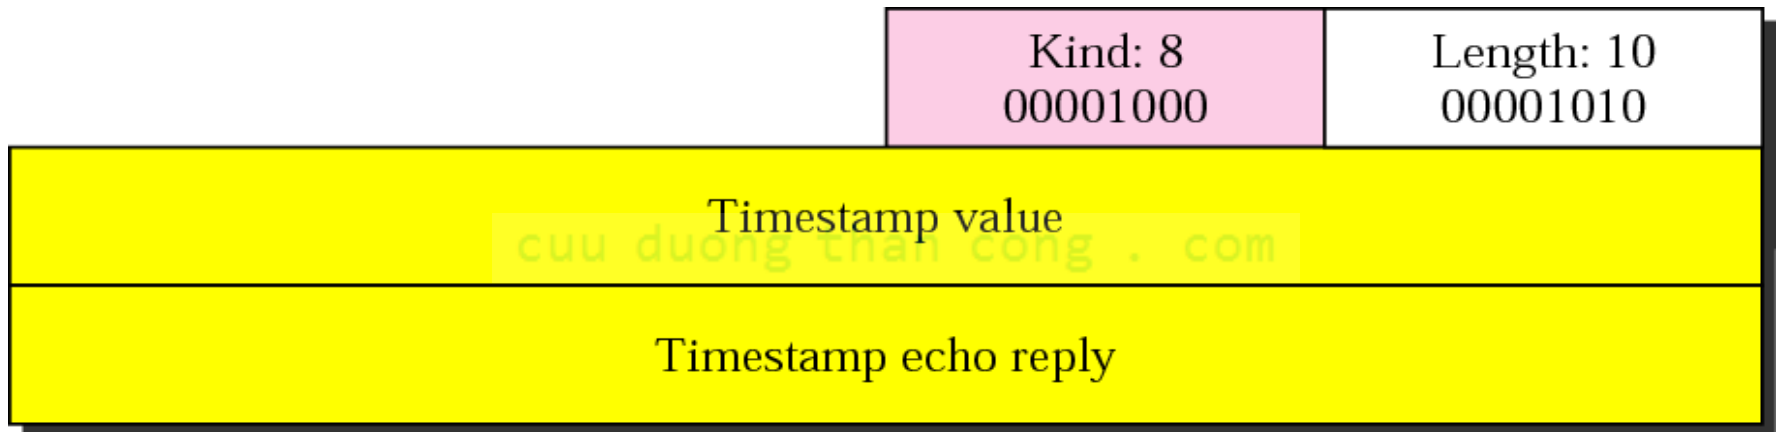 Kind: 8
00001000
Length: 10
00001010
Timestamp value
cuu duong than cong . com
Timestamp echo reply